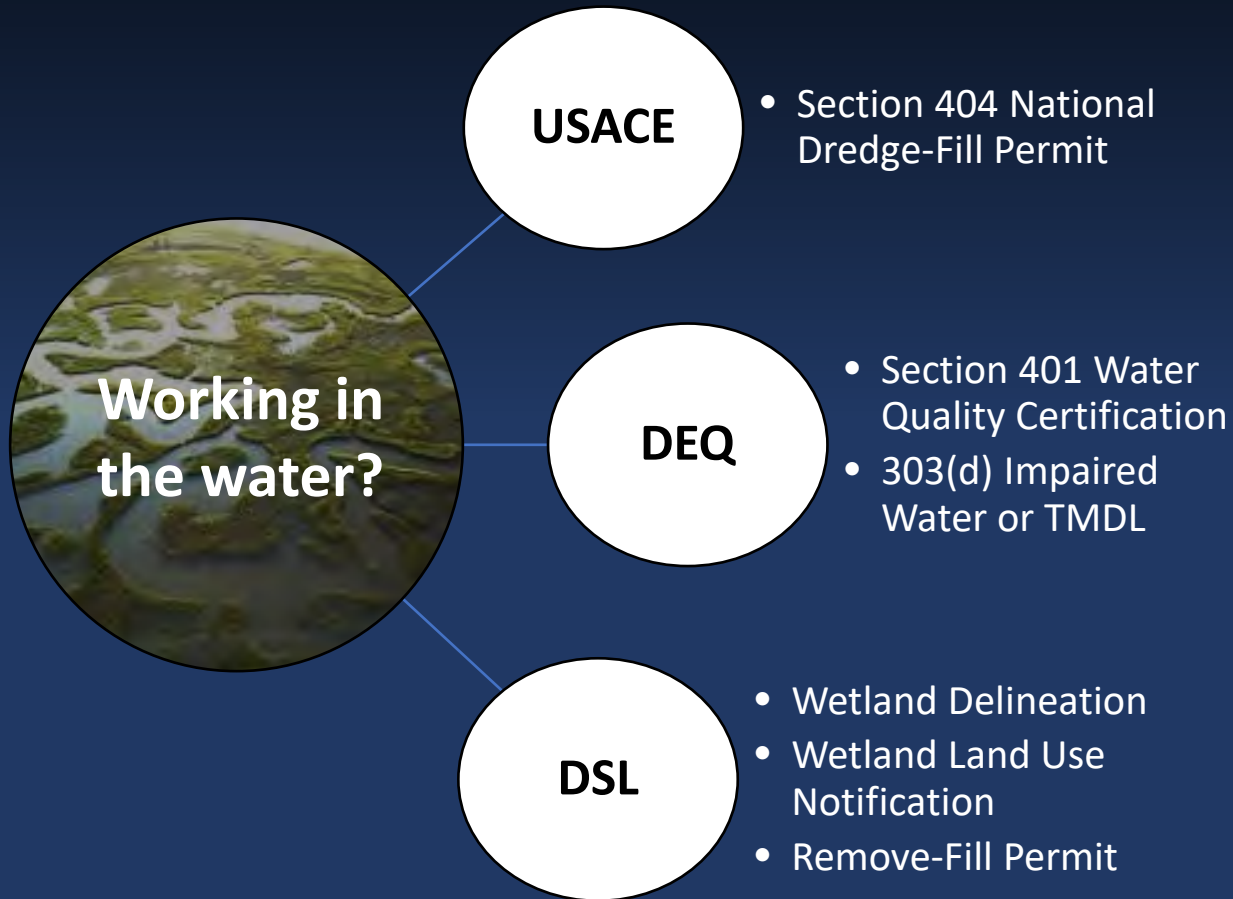 Working in
the water?
USACE
• Section 404 National
Dredge-Fill Permit
DEQ
• Section 401 Water
Quality Certification
• 303(d) Impaired
Water or TMDL
DSL
• Wetland Delineation
• Wetland Land Use
Notification
• Remove-Fill Permit